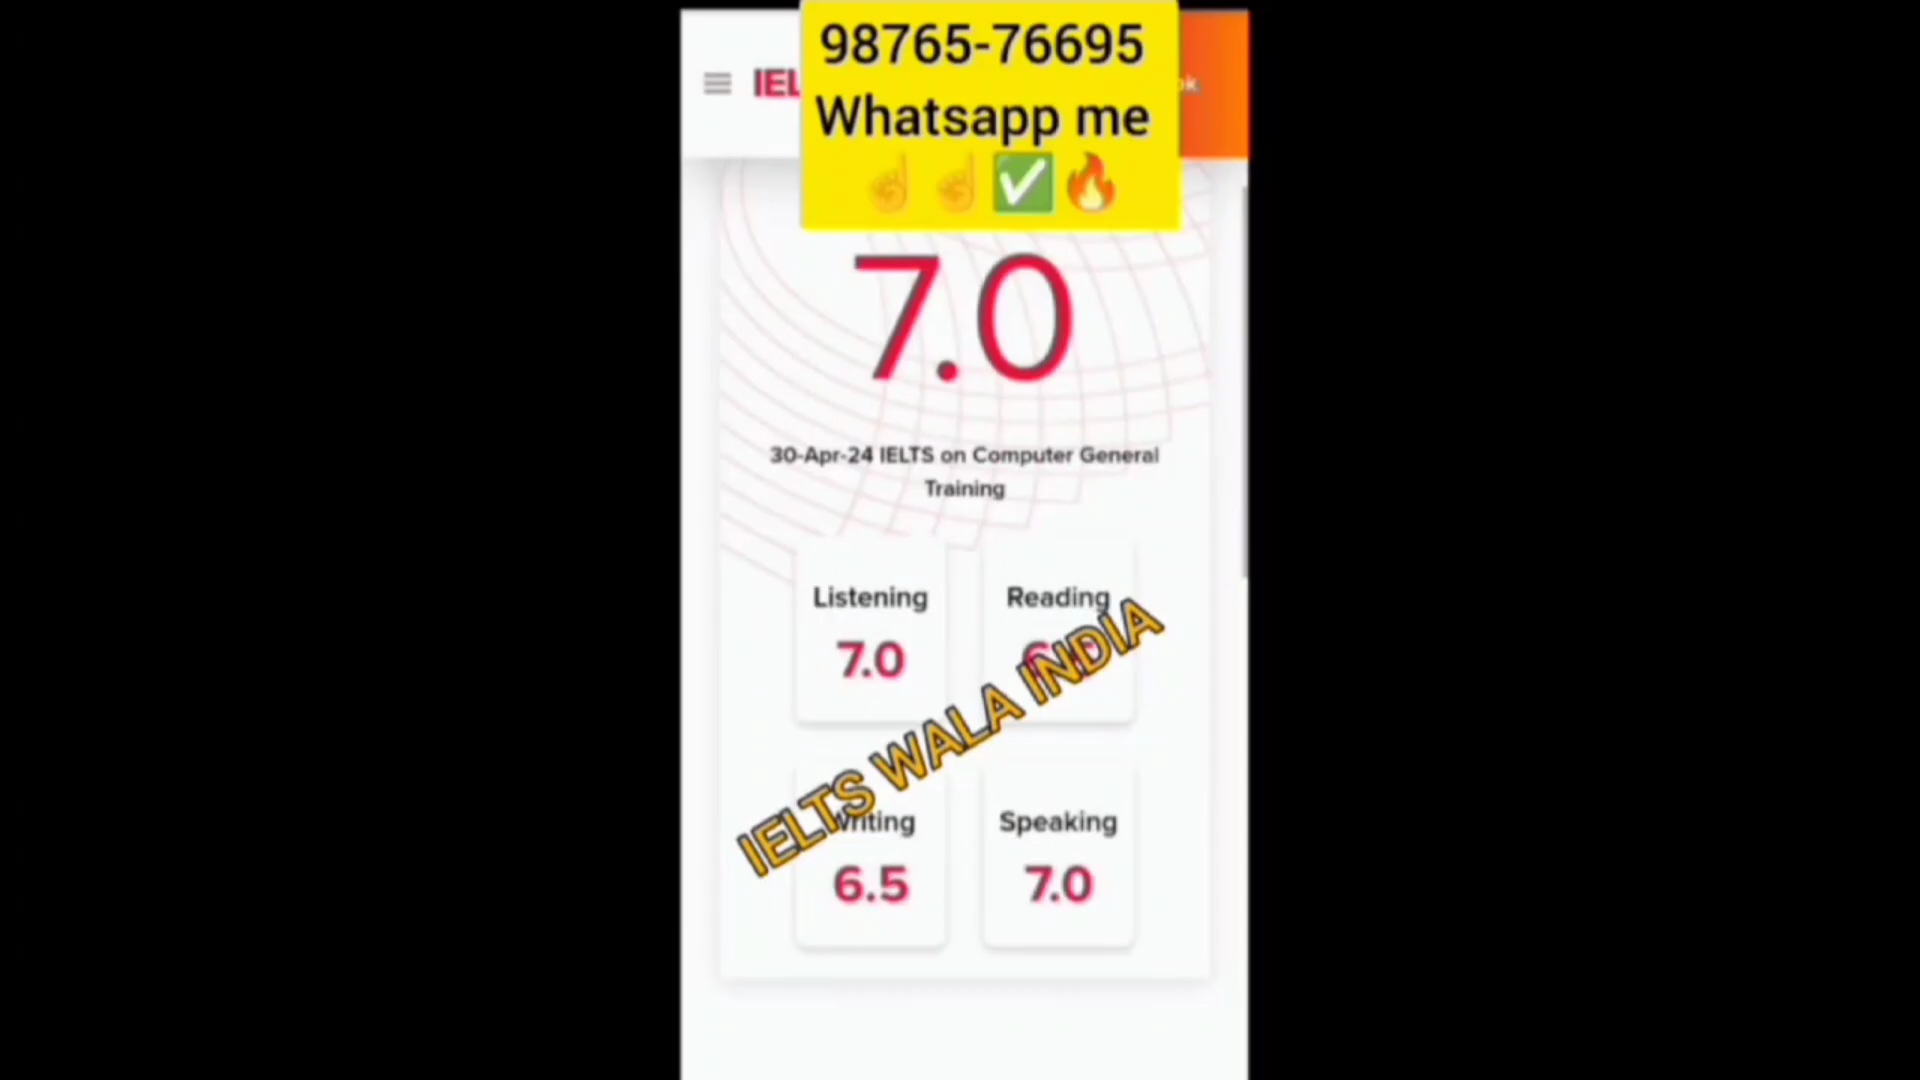 98765-76695
Whatsapp me
☝️☝️✅🔥
7.0
30-Apr-24 IELTS on Computer General
Training
Listening
Reading
7.0
IELTS WALA INDIA
Writing
Speaking
6.5
7.0